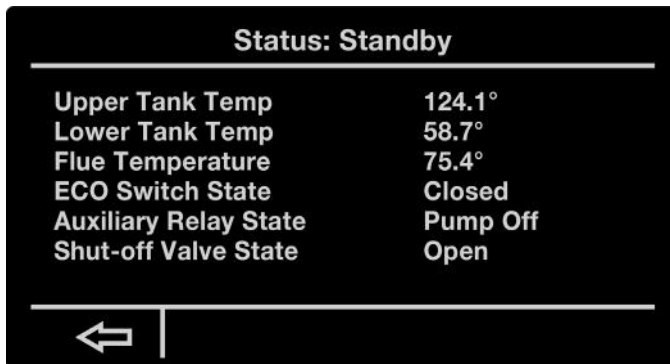 Status: Standby
Upper Tank Temp 124.1°
Lower Tank Temp 58.7°
Flue Temperature 75.4°
ECO Switch State Closed
Auxiliary Relay State Pump Off
Shut-off Valve State Open